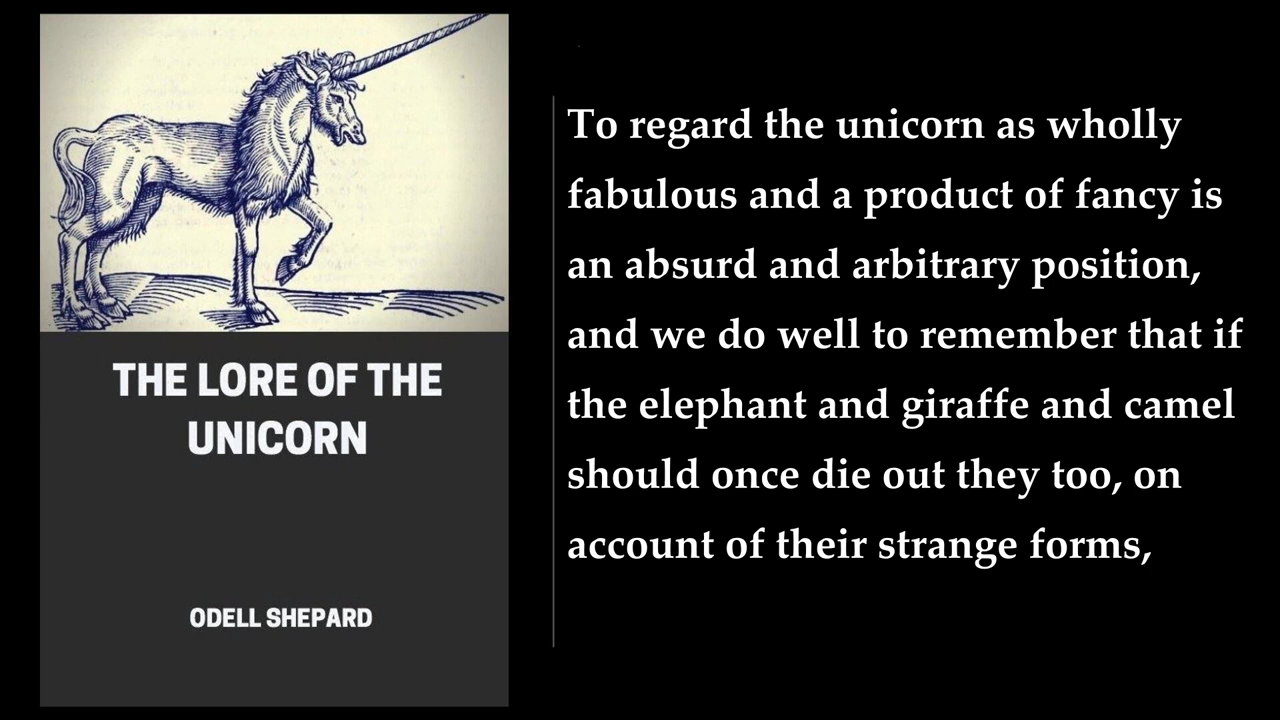 THE LORE OF THE
UNICORN
ODELL SHEPARD
To regard the unicorn as wholly
fabulous and a product of fancy is
an absurd and arbitrary position,
and we do well to remember that if
the elephant and giraffe and camel
should once die out they too, on
account of their strange forms,